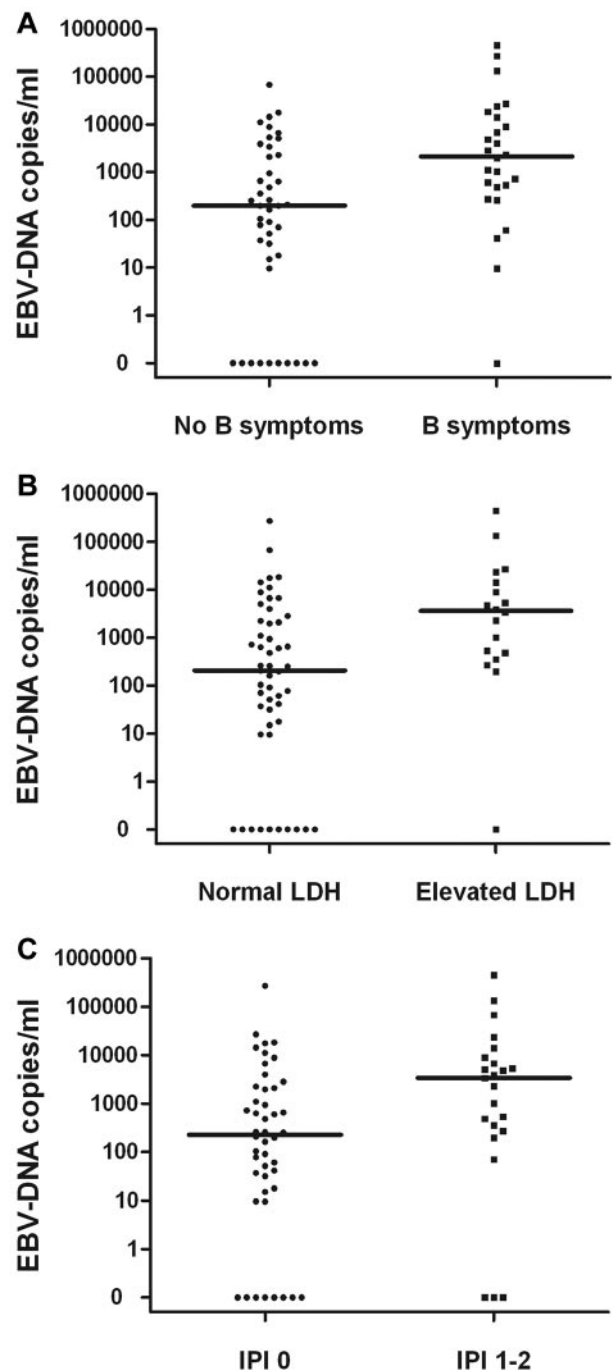 A
EBV-DNA copies/ml
1000000
100000
10000
1000
100
10
1
0
No B symptoms B symptoms
B
EBV-DNA copies/ml
1000000
100000
10000
1000
100
10
1
0
Normal LDH Elevated LDH
C
EBV-DNA copies/ml
1000000
100000
10000
1000
100
10
1
0
IPI 0 IPI 1-2